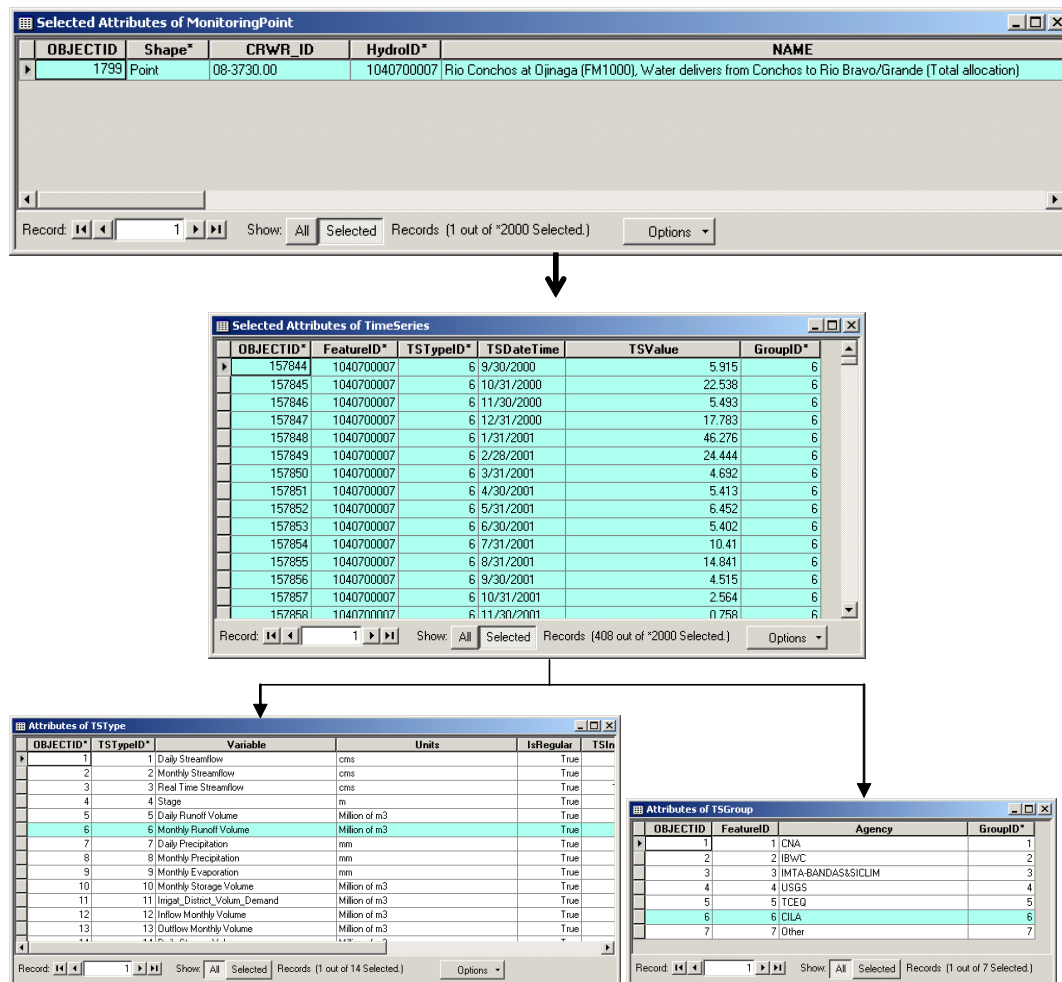 Selected Attributes of MonitoringPoint
OBJECTID Shape* CRWR_ID HydroID* NAME
1799 Point 08-3730.00 1040700007 Rio Conchos at Ojinaga (FM1000), Water delivers from Conchos to Rio Bravo/Grande (Total allocation)
Record: 1 Show: All Selected Records (1 out of *2000 Selected.) Options
Selected Attributes of TimeSeries
OBJECTID* FeatureID* TSTypeID* TSDateTime TSValue GroupID*
157844 1040700007 6 9/30/2000 5.915 6
157845 1040700007 6 10/31/2000 22.538 6
157846 1040700007 6 11/30/2000 5.493 6
157847 1040700007 6 12/31/2000 17.783 6
157848 1040700007 6 1/31/2001 46.276 6
157849 1040700007 6 2/28/2001 24.444 6
157850 1040700007 6 3/31/2001 4.692 6
157851 1040700007 6 4/30/2001 5.413 6
157852 1040700007 6 5/31/2001 6.452 6
157853 1040700007 6 6/30/2001 5.402 6
157854 1040700007 6 7/31/2001 10.41 6
157855 1040700007 6 8/31/2001 14.841 6
157856 1040700007 6 9/30/2001 4.515 6
157857 1040700007 6 10/31/2001 2.564 6
157858 1040700007 6 11/30/2001 0.758 6
Record: 1 Show: All Selected Records (408 out of *2000 Selected.) Options
Attributes of TSType
OBJECTID* TSTypeID* Variable Units IsRegular TSIn
1 1 Daily Streamflow cms True
2 2 Monthly Streamflow cms True
3 3 Real Time Streamflow cms True
4 4 Stage m True
5 5 Daily Runoff Volume Million of m3 True
6 6 Monthly Runoff Volume Million of m3 True
7 7 Daily Precipitation mm True
8 8 Monthly Precipitation mm True
9 9 Monthly Evaporation mm True
10 10 Monthly Storage Volume Million of m3 True
11 11 Irrigat_District_Volum_Demand Million of m3 True
12 12 Inflow Monthly Volume Million of m3 True
13 13 Outflow Monthly Volume Million of m3 True
Record: 1 Show: All Selected Records (1 out of 14 Selected.) Options
Attributes of TSGroup
OBJECTID FeatureID Agency GroupID*
1 1 CNA 1
2 2 IBWC 2
3 3 IMTA-BANDAS&SICLIM 3
4 4 USGS 4
5 5 TCEQ 5
6 6 CILA 6
7 7 Other 7
Record: 1 Show: All Selected Records (1 out of 7 Selected.)